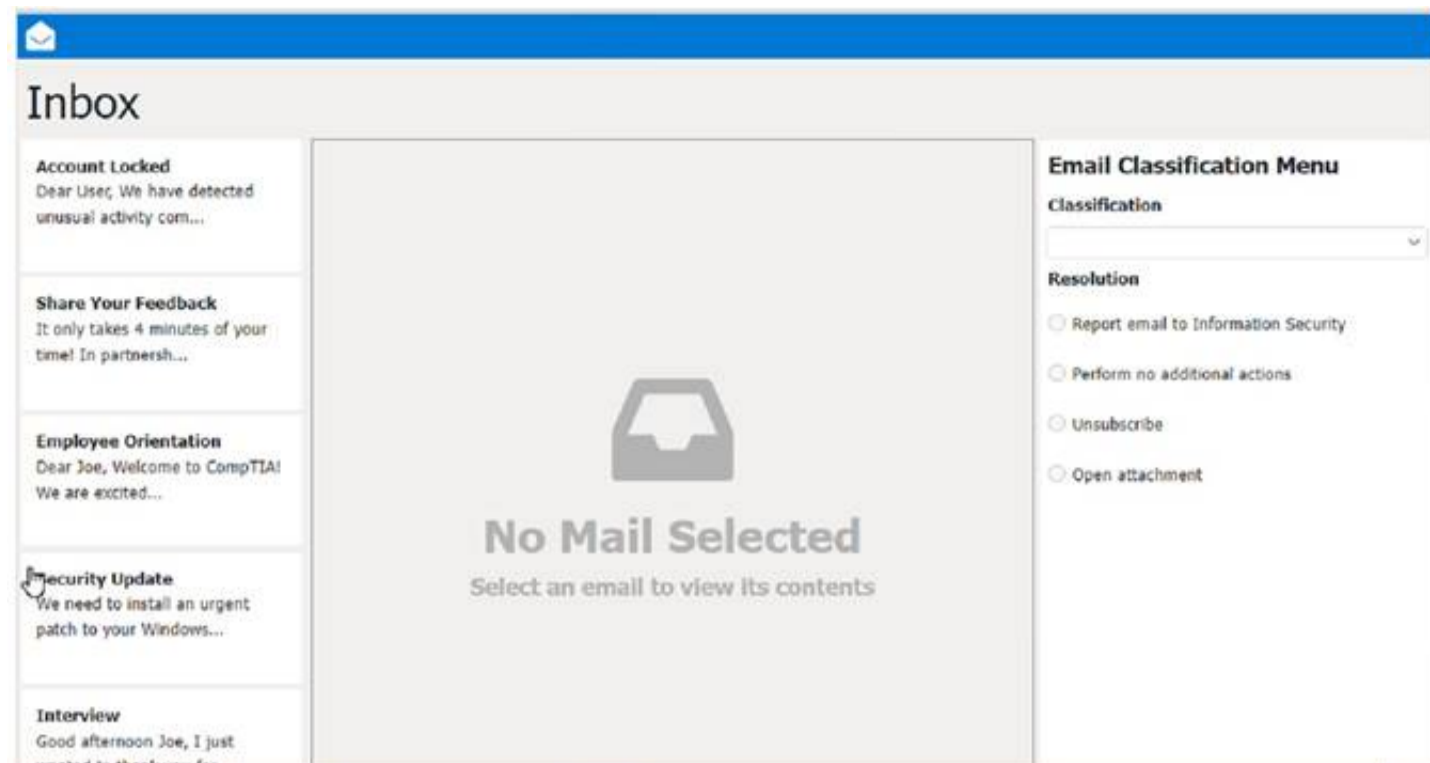 Inbox
Account Locked
Dear User, We have detected
unusual activity com...
Share Your Feedback
It only takes 4 minutes of your
time! In partnersh...
Employee Orientation
Dear Joe, Welcome to CompTIA!
We are excited...
Security Update
We need to install an urgent
patch to your Windows...
Interview
Good afternoon Joe, I just
No Mail Selected
Select an email to view its contents
Email Classification Menu
Classification
Resolution
Report email to Information Security
Perform no additional actions
Unsubscribe
Open attachment